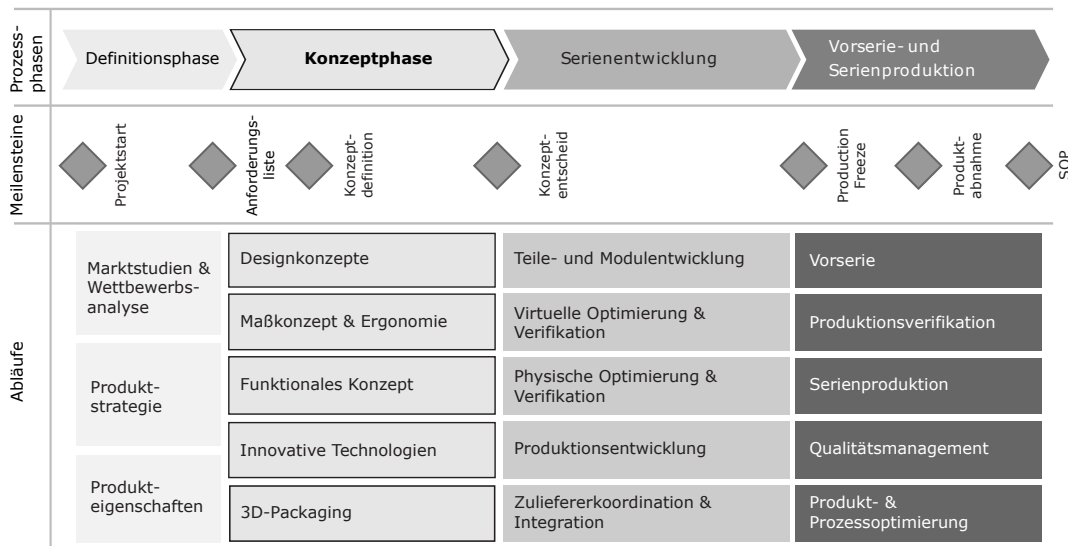 Prozess-
phasen
Definitionsphase
Konzeptphase
Serienentwicklung
Vorserie- und
Serienproduktion
Meilensteine
Projektstart
Anforderungs-
liste
Konzept-
definition
Konzept-
entscheid
Production
Freeze
Produkt-
abnahme
SOP
Abläufe
Marktstudien &
Wettbewerbs-
analyse
Produkt-
strategie
Produkt-
eigenschaften
Designkonzepte
Maßkonzept & Ergonomie
Funktionales Konzept
Innovative Technologien
3D-Packaging
Teile- und Modulentwicklung
Virtuelle Optimierung &
Verifikation
Physische Optimierung &
Verifikation
Produktionsentwicklung
Zuliefererkoordination &
Integration
Vorserie
Produktionsverifikation
Serienproduktion
Qualitätsmanagement
Produkt- &
Prozessoptimierung